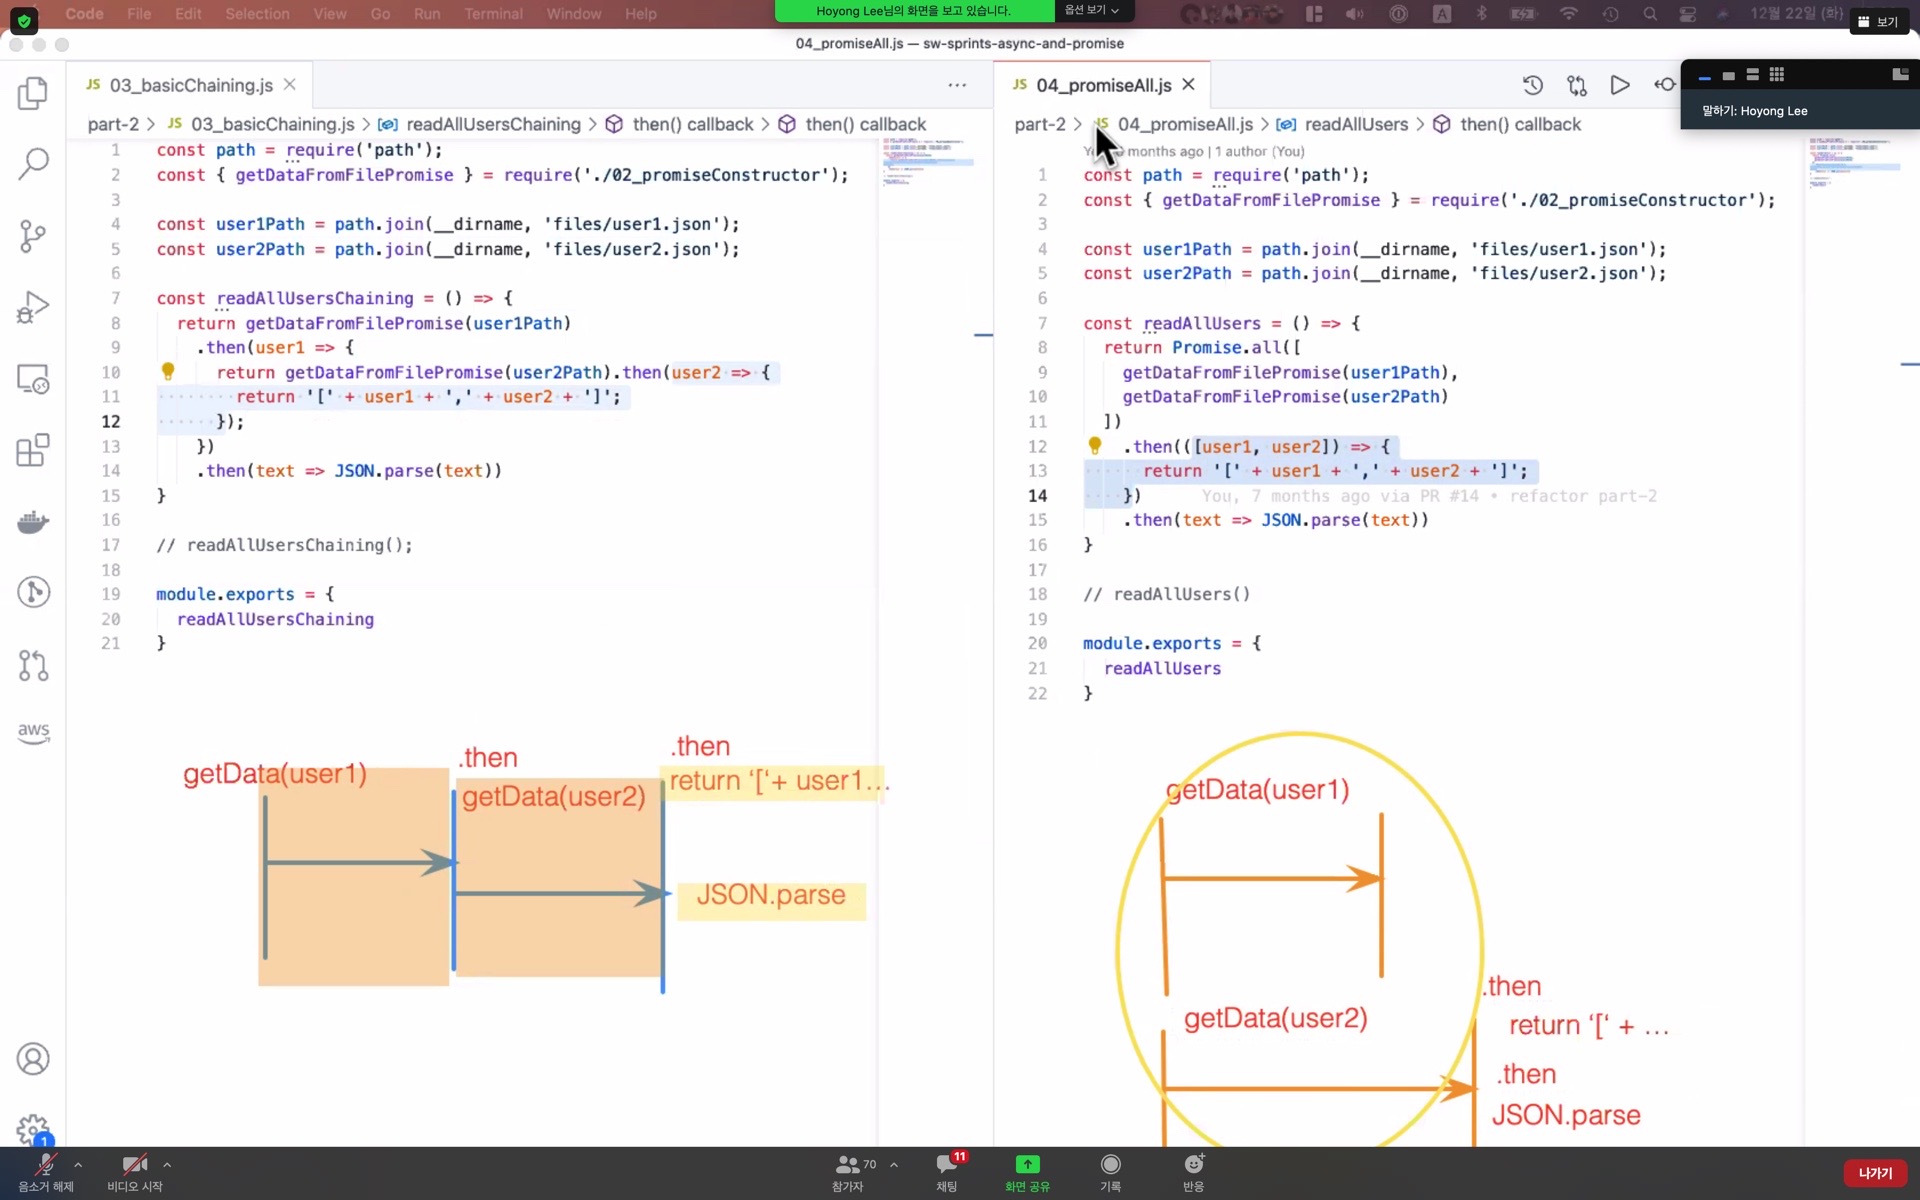 Code File Edit Selection View Go Run Terminal Window Help
Hoyong Lee님의 화면을 보고 있습니다. 옵션 보기
12월 22일 (화)
보기
04_promiseAll.js — sw-sprints-async-and-promise
JS 03_basicChaining.js
part-2 > JS 03_basicChaining.js > readAllUsersChaining > then() callback > then() callback
1 const path = require('path');
2 const { getDataFromFilePromise } = require('./02_promiseConstructor');
3
4 const user1Path = path.join(__dirname, 'files/user1.json');
5 const user2Path = path.join(__dirname, 'files/user2.json');
6
7 const readAllUsersChaining = () => {
8 return getDataFromFilePromise(user1Path)
9 .then(user1 => {
10 return getDataFromFilePromise(user2Path).then(user2 => {
11 return '[' + user1 + ',' + user2 + ']';
12 });
13 })
14 .then(text => JSON.parse(text))
15 }
16
17 // readAllUsersChaining();
18
19 module.exports = {
20 readAllUsersChaining
21 }
getData(user1)
.then
getData(user2)
.then
return '['+ user1...
JSON.parse
JS 04_promiseAll.js
말하기: Hoyong Lee
part-2 > JS 04_promiseAll.js > readAllUsers > then() callback
months ago | 1 author (You)
1 const path = require('path');
2 const { getDataFromFilePromise } = require('./02_promiseConstructor');
3
4 const user1Path = path.join(__dirname, 'files/user1.json');
5 const user2Path = path.join(__dirname, 'files/user2.json');
6
7 const readAllUsers = () => {
8 return Promise.all([
9 getDataFromFilePromise(user1Path),
10 getDataFromFilePromise(user2Path)
11 ])
12 .then(([user1, user2]) => {
13 return '[' + user1 + ',' + user2 + ']';
14 }) You, 7 months ago via PR #14 • refactor part-2
15 .then(text => JSON.parse(text))
16 }
17
18 // readAllUsers()
19
20 module.exports = {
21 readAllUsers
22 }
getData(user1)
getData(user2)
.then
return '[' + ...
.then
JSON.parse
aws
1
음소거 해제
비디오 시작
70
참가자
11
채팅
화면 공유
기록
반응
나가기